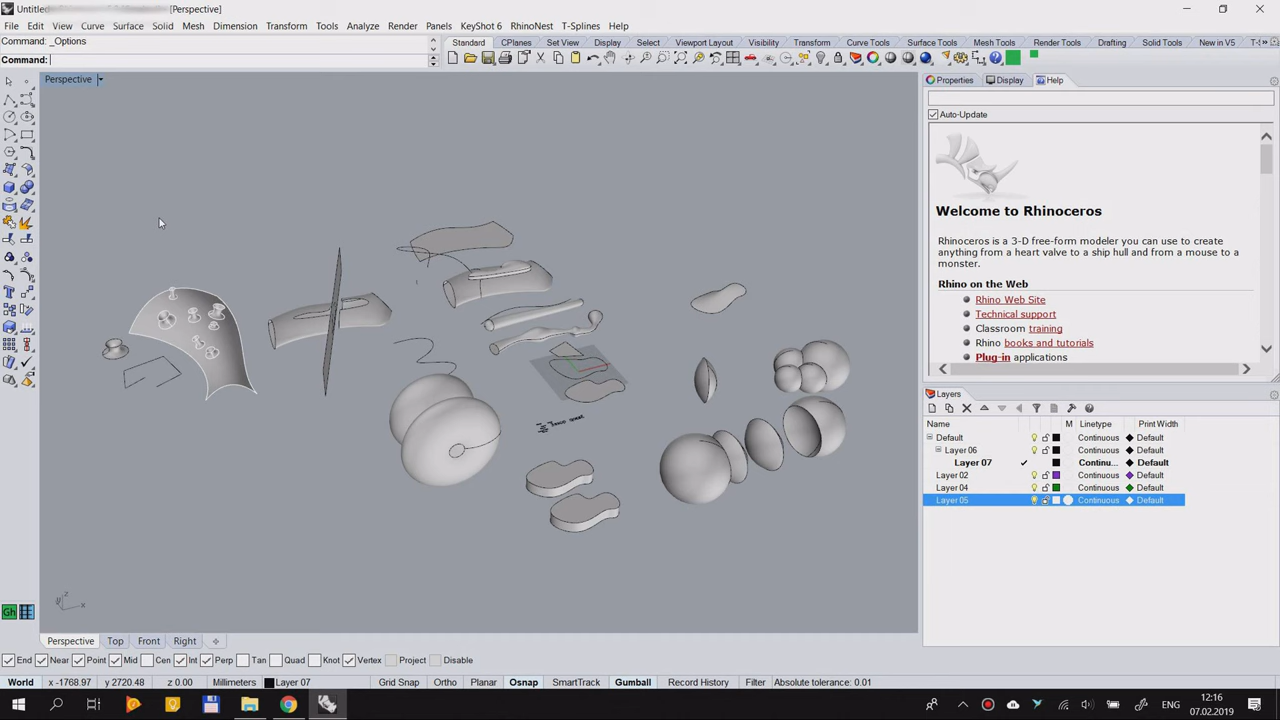 Untitled
[Perspective]
File Edit View Curve Surface Solid Mesh Dimension Transform Tools Analyze Render Panels KeyShot 6 RhinoNest T-Splines Help
Command: _Options
Command:
Standard CPlanes Set View Display Select Viewport Layout Visibility Transform Curve Tools Surface Tools Mesh Tools Render Tools Drafting Solid Tools New in V5 T-S
Perspective
Properties Display Help
Auto-Update
Welcome to Rhinoceros
Rhinoceros is a 3-D free-form modeler you can use to create
anything from a heart valve to a ship hull and from a mouse to a
monster.
Rhino on the Web
Rhino Web Site
Technical support
Classroom training
Rhino books and tutorials
Plug-in applications
Layers
Name M Linetype Print Width
Default Continuous Default
Layer 06 Continuous Default
Layer 07 Continu... Default
Layer 02 Continuous Default
Layer 04 Continuous Default
Layer 05 Continuous Default
z
y x
Gh
Perspective Top Front Right
End Near Point Mid Cen Int Perp Tan Quad Knot Vertex Project Disable
World x -1768.97 y 2720.48 z 0.00 Millimeters Layer 07 Grid Snap Ortho Planar Osnap SmartTrack Gumball Record History Filter Absolute tolerance: 0.01
ENG
12:16
07.02.2019